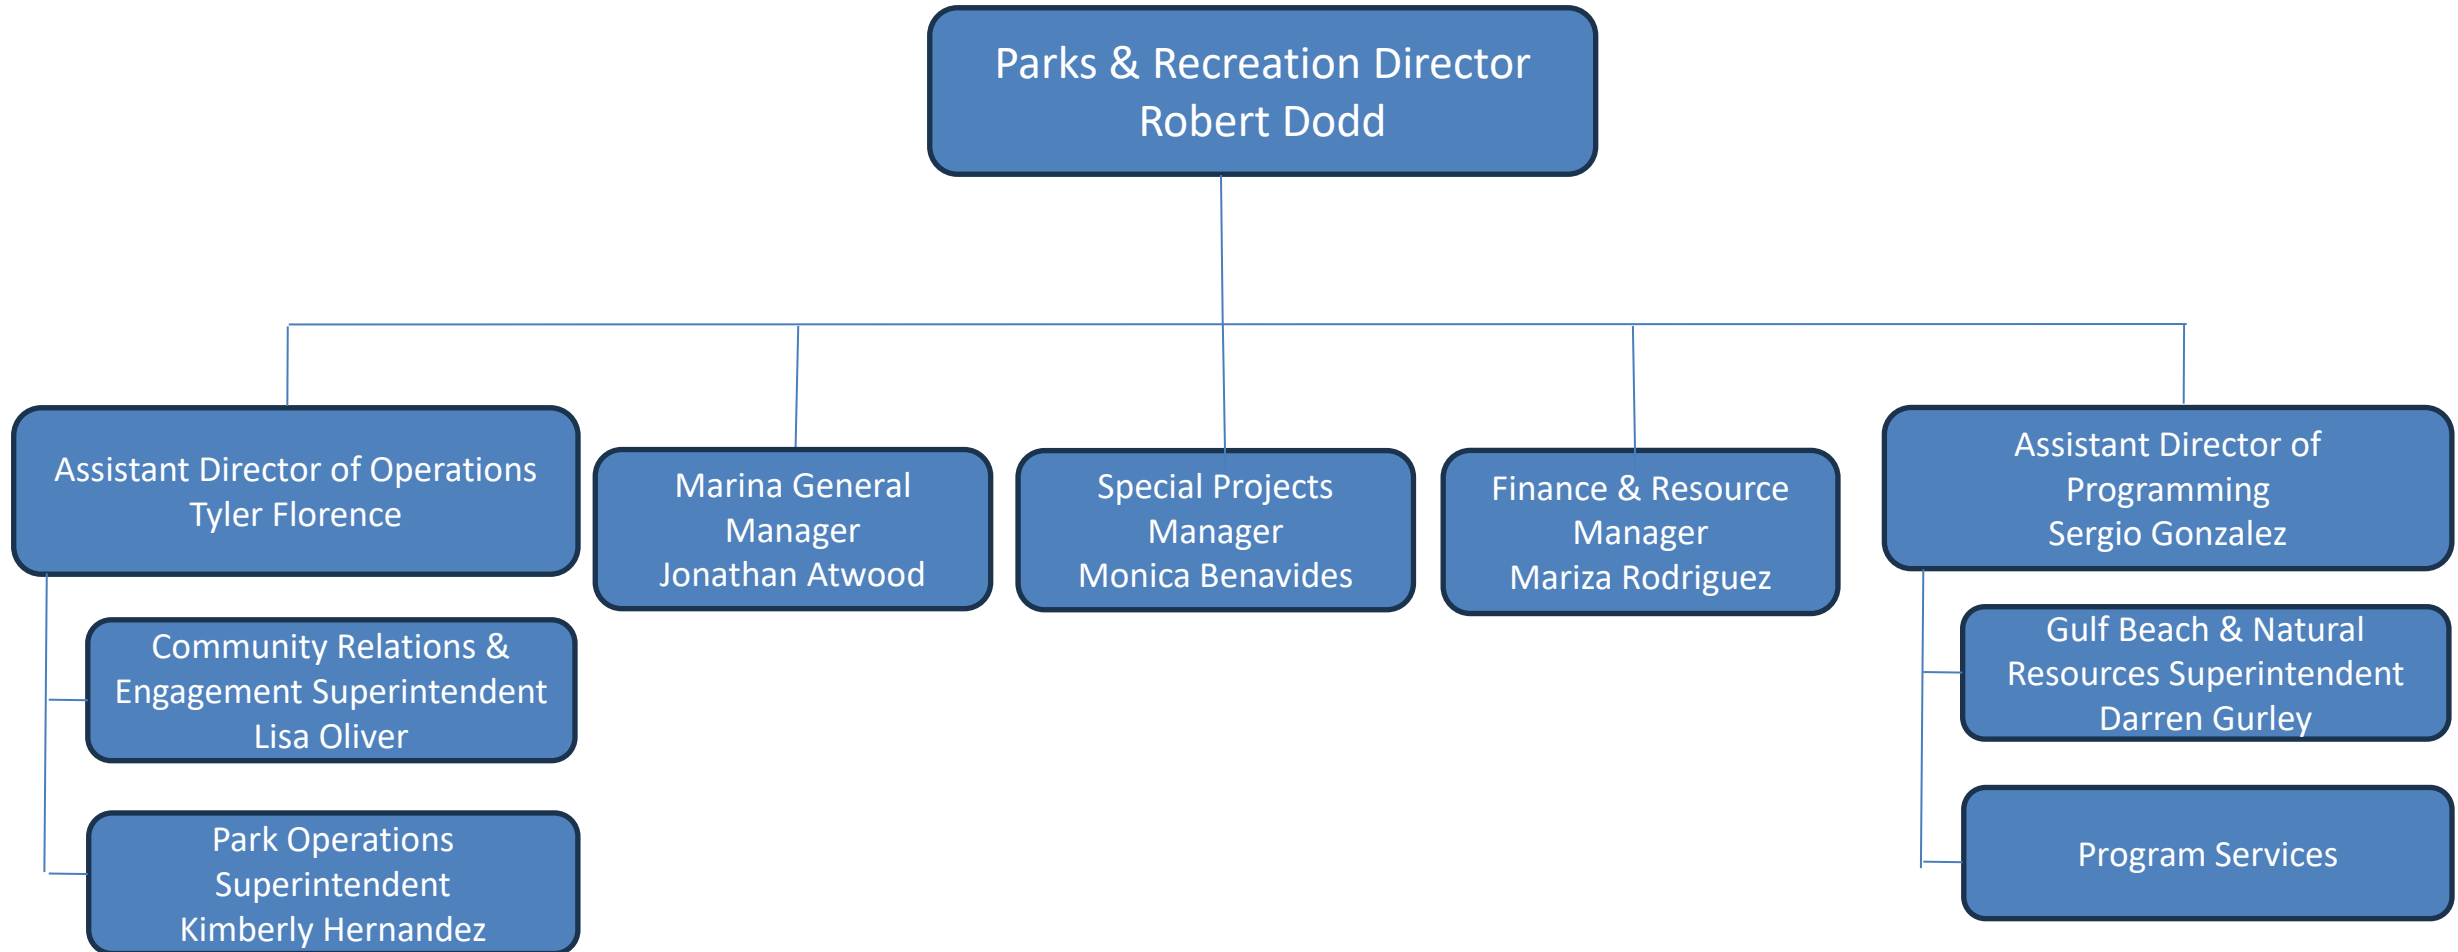 Parks & Recreation Director
Robert Dodd
Assistant Director of Operations
Tyler Florence
Marina General
Manager
Jonathan Atwood
Special Projects
Manager
Monica Benavides
Finance & Resource
Manager
Mariza Rodriguez
Assistant Director of
Programming
Sergio Gonzalez
Community Relations &
Engagement Superintendent
Lisa Oliver
Park Operations
Superintendent
Kimberly Hernandez
Gulf Beach & Natural
Resources Superintendent
Darren Gurley
Program Services